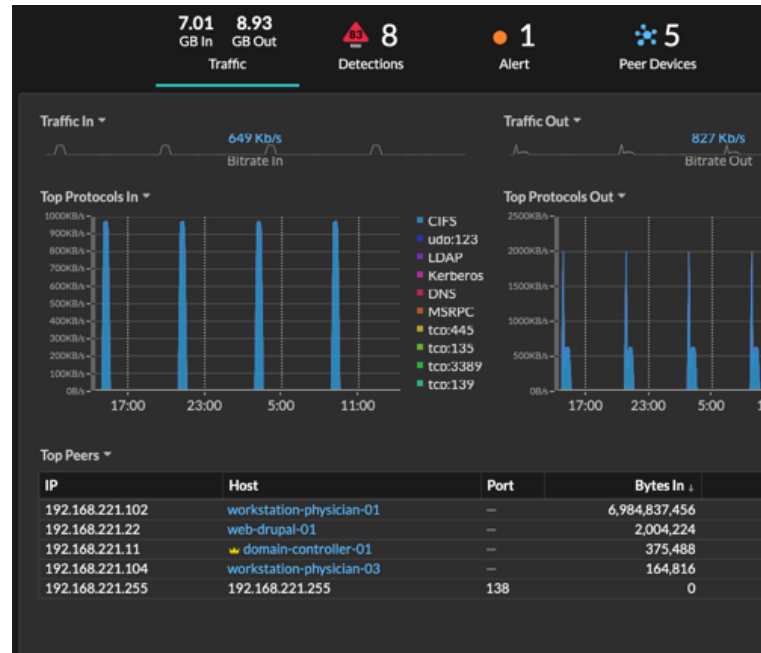 7.01 8.93
GB In GB Out
Traffic
83
RISK
8
Detections
1
Alert
5
Peer Devices
Traffic In
649 Kb/s
Bitrate In
Traffic Out
827 Kb/s
Bitrate Out
Top Protocols In
1000KB/s
900KB/s
800KB/s
700KB/s
600KB/s
500KB/s
400KB/s
300KB/s
200KB/s
100KB/s
0B/s
17:00 23:00 5:00 11:00
CIFS
udp:123
LDAP
Kerberos
DNS
MSRPC
tcp:445
tcp:135
tcp:3389
tcp:139
Top Protocols Out
2500KB/s
2000KB/s
1500KB/s
1000KB/s
500KB/s
0B/s
17:00 23:00 5:00 1
Top Peers
IP Host Port Bytes In ↓
192.168.221.102 workstation-physician-01 — 6,984,837,456
192.168.221.22 web-drupal-01 — 2,004,224
192.168.221.11 domain-controller-01 — 375,488
192.168.221.104 workstation-physician-03 — 164,816
192.168.221.255 192.168.221.255 138 0